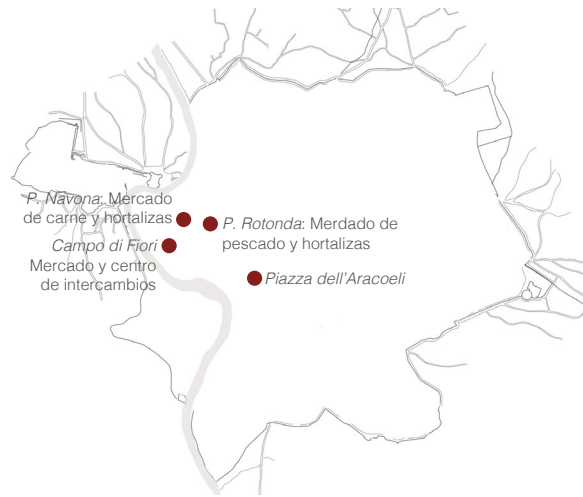 P. Navona: Mercado
de carne y hortalizas
P. Rotonda: Merdado de
pescado y hortalizas
Campo di Fiori
Mercado y centro
de intercambios
Piazza dell'Aracoeli